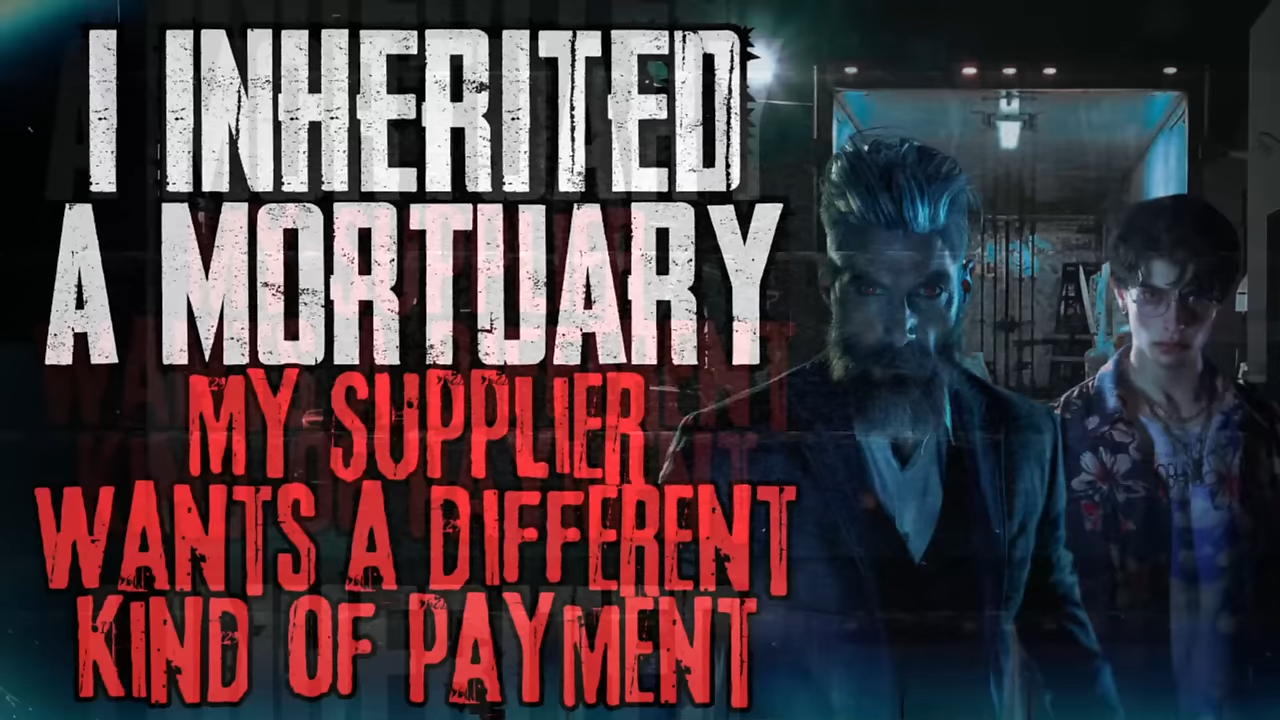 I INHERITED
A MORTUARY
MY SUPPLIER
WANTS A DIFFERENT
KIND OF PAYMENT